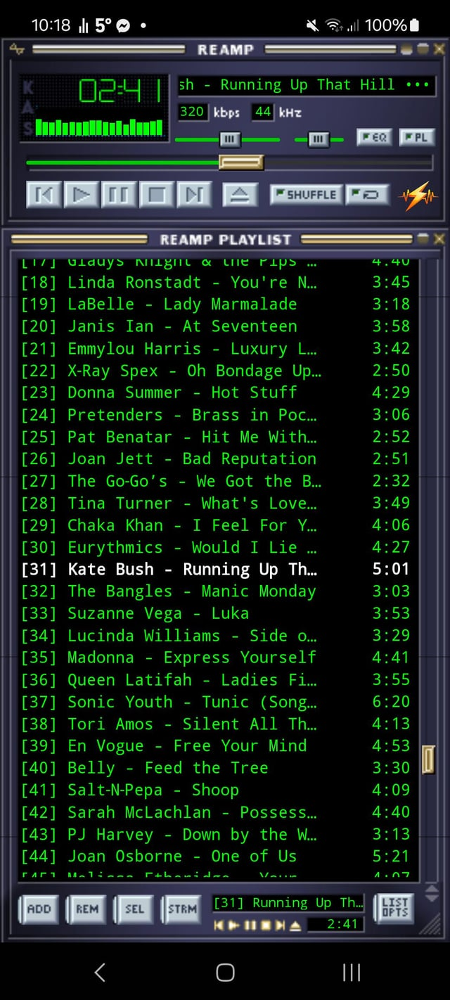 10:18 5° 100%
REAMP
KAS
02:41
sh - Running Up That Hill •••
320 kbps 44 kHz
EQ PL
SHUFFLE
REAMP PLAYLIST
[17] Gladys Knight & the Pips … 4:40
[18] Linda Ronstadt - You're N… 3:45
[19] LaBelle - Lady Marmalade 3:18
[20] Janis Ian - At Seventeen 3:58
[21] Emmylou Harris - Luxury L… 3:42
[22] X-Ray Spex - Oh Bondage Up… 2:50
[23] Donna Summer - Hot Stuff 4:29
[24] Pretenders - Brass in Poc… 3:06
[25] Pat Benatar - Hit Me With… 2:52
[26] Joan Jett - Bad Reputation 2:51
[27] The Go-Go’s - We Got the B… 2:32
[28] Tina Turner - What's Love… 3:49
[29] Chaka Khan - I Feel For Y… 4:06
[30] Eurythmics - Would I Lie … 4:27
[31] Kate Bush - Running Up Th… 5:01
[32] The Bangles - Manic Monday 3:03
[33] Suzanne Vega - Luka 3:53
[34] Lucinda Williams - Side o… 3:29
[35] Madonna - Express Yourself 4:41
[36] Queen Latifah - Ladies Fi… 3:55
[37] Sonic Youth - Tunic (Song… 6:20
[38] Tori Amos - Silent All Th… 4:13
[39] En Vogue - Free Your Mind 4:53
[40] Belly - Feed the Tree 3:30
[41] Salt-N-Pepa - Shoop 4:09
[42] Sarah McLachlan - Possess… 4:40
[43] PJ Harvey - Down by the W… 3:13
[44] Joan Osborne - One of Us 5:21
[45] Melissa Etheridge - Your 4:07
ADD REM SEL STRM [31] Running Up Th… LIST OPTS
2:41